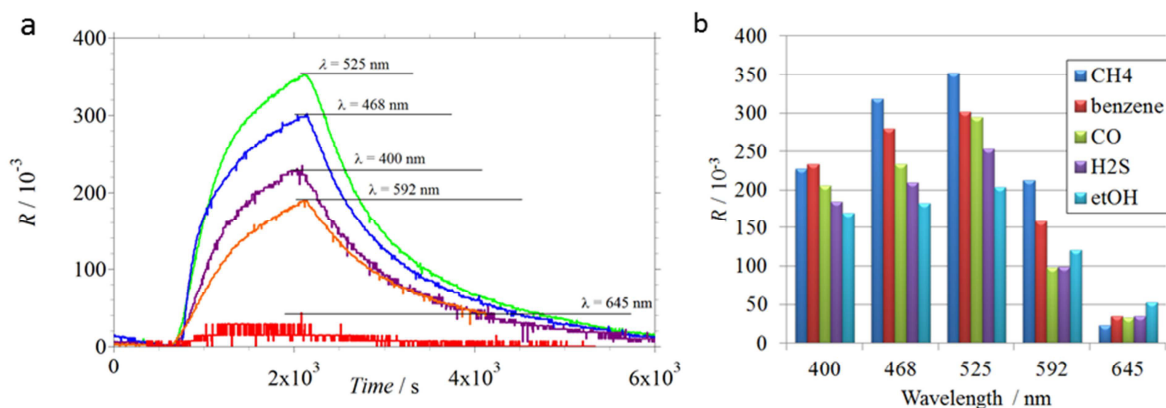 a
R / 10⁻³
400
300
200
100
0
λ = 525 nm
λ = 468 nm
λ = 400 nm
λ = 592 nm
λ = 645 nm
0
2x10³
4x10³
6x10³
Time / s
b
R / 10⁻³
400
350
300
250
200
150
100
50
0
CH4
benzene
CO
H2S
etOH
400 468 525 592 645
Wavelength / nm